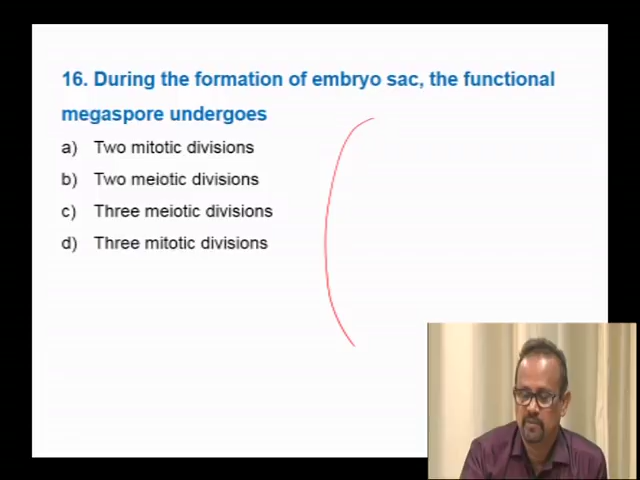 16. During the formation of embryo sac, the functional
megaspore undergoes
a) Two mitotic divisions
b) Two meiotic divisions
c) Three meiotic divisions
d) Three mitotic divisions